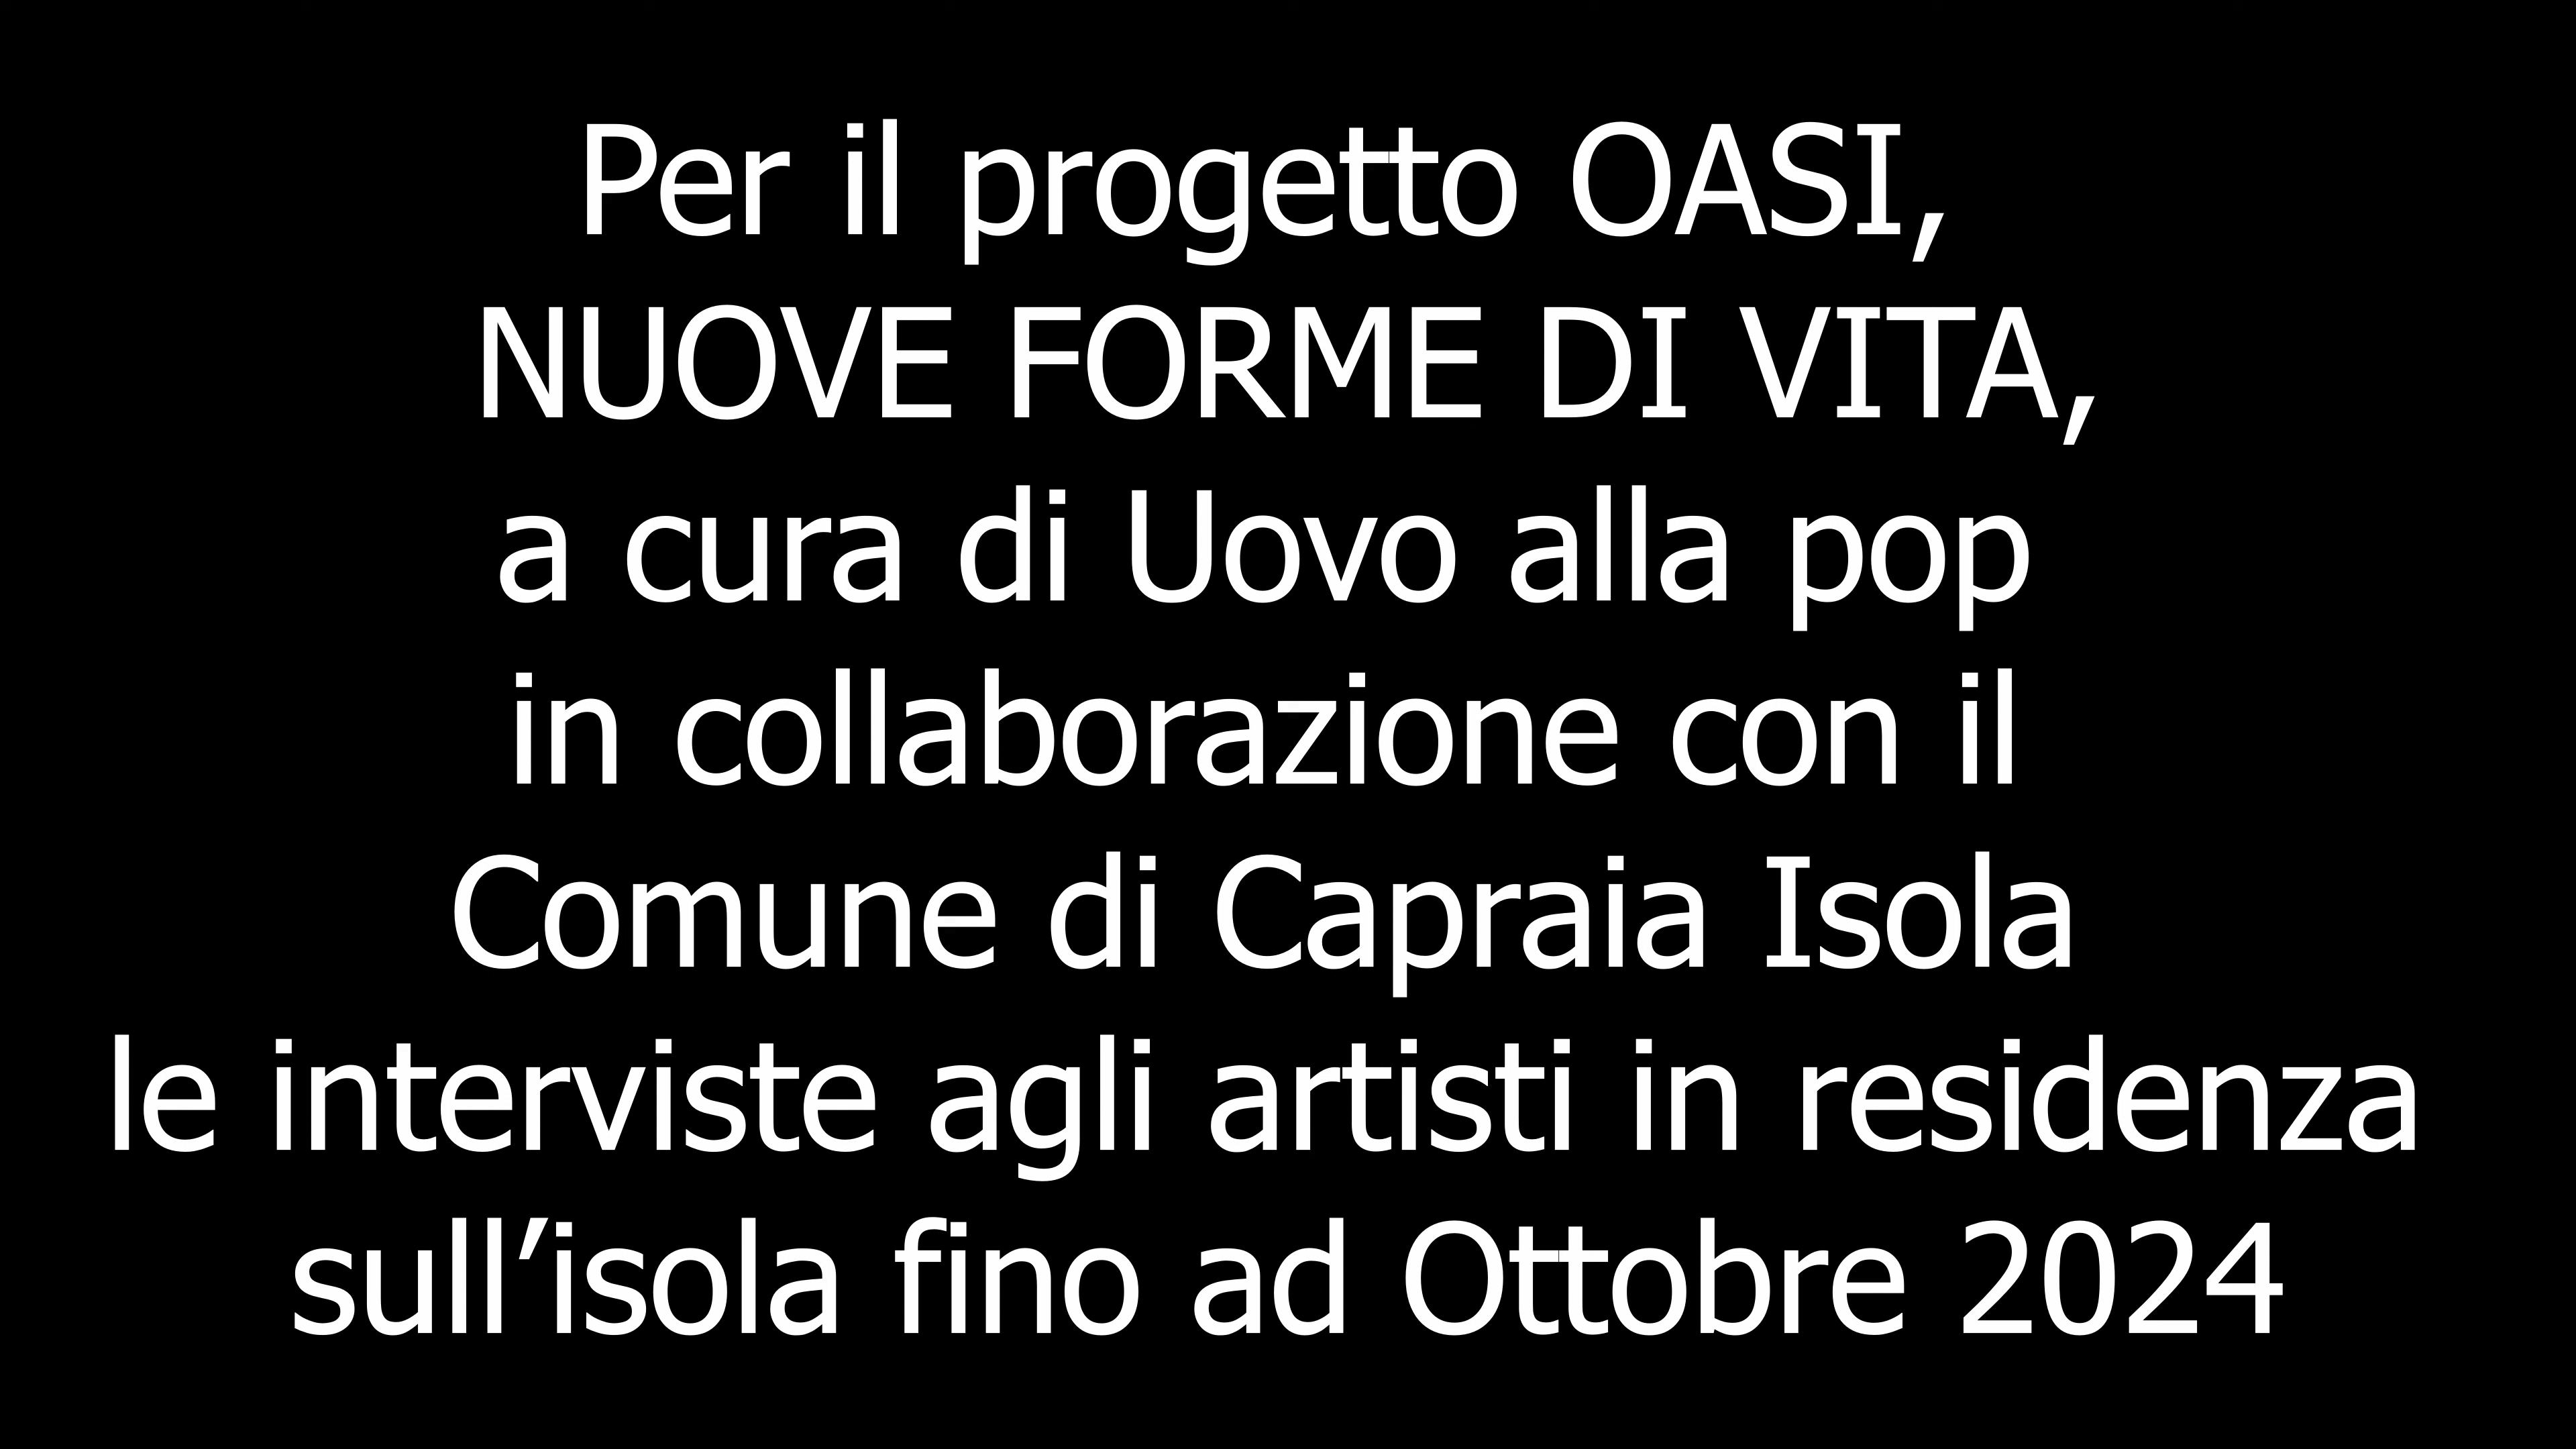 Per il progetto OASI,
NUOVE FORME DI VITA,
a cura di Uovo alla pop
in collaborazione con il
Comune di Capraia Isola
le interviste agli artisti in residenza
sull’isola fino ad Ottobre 2024